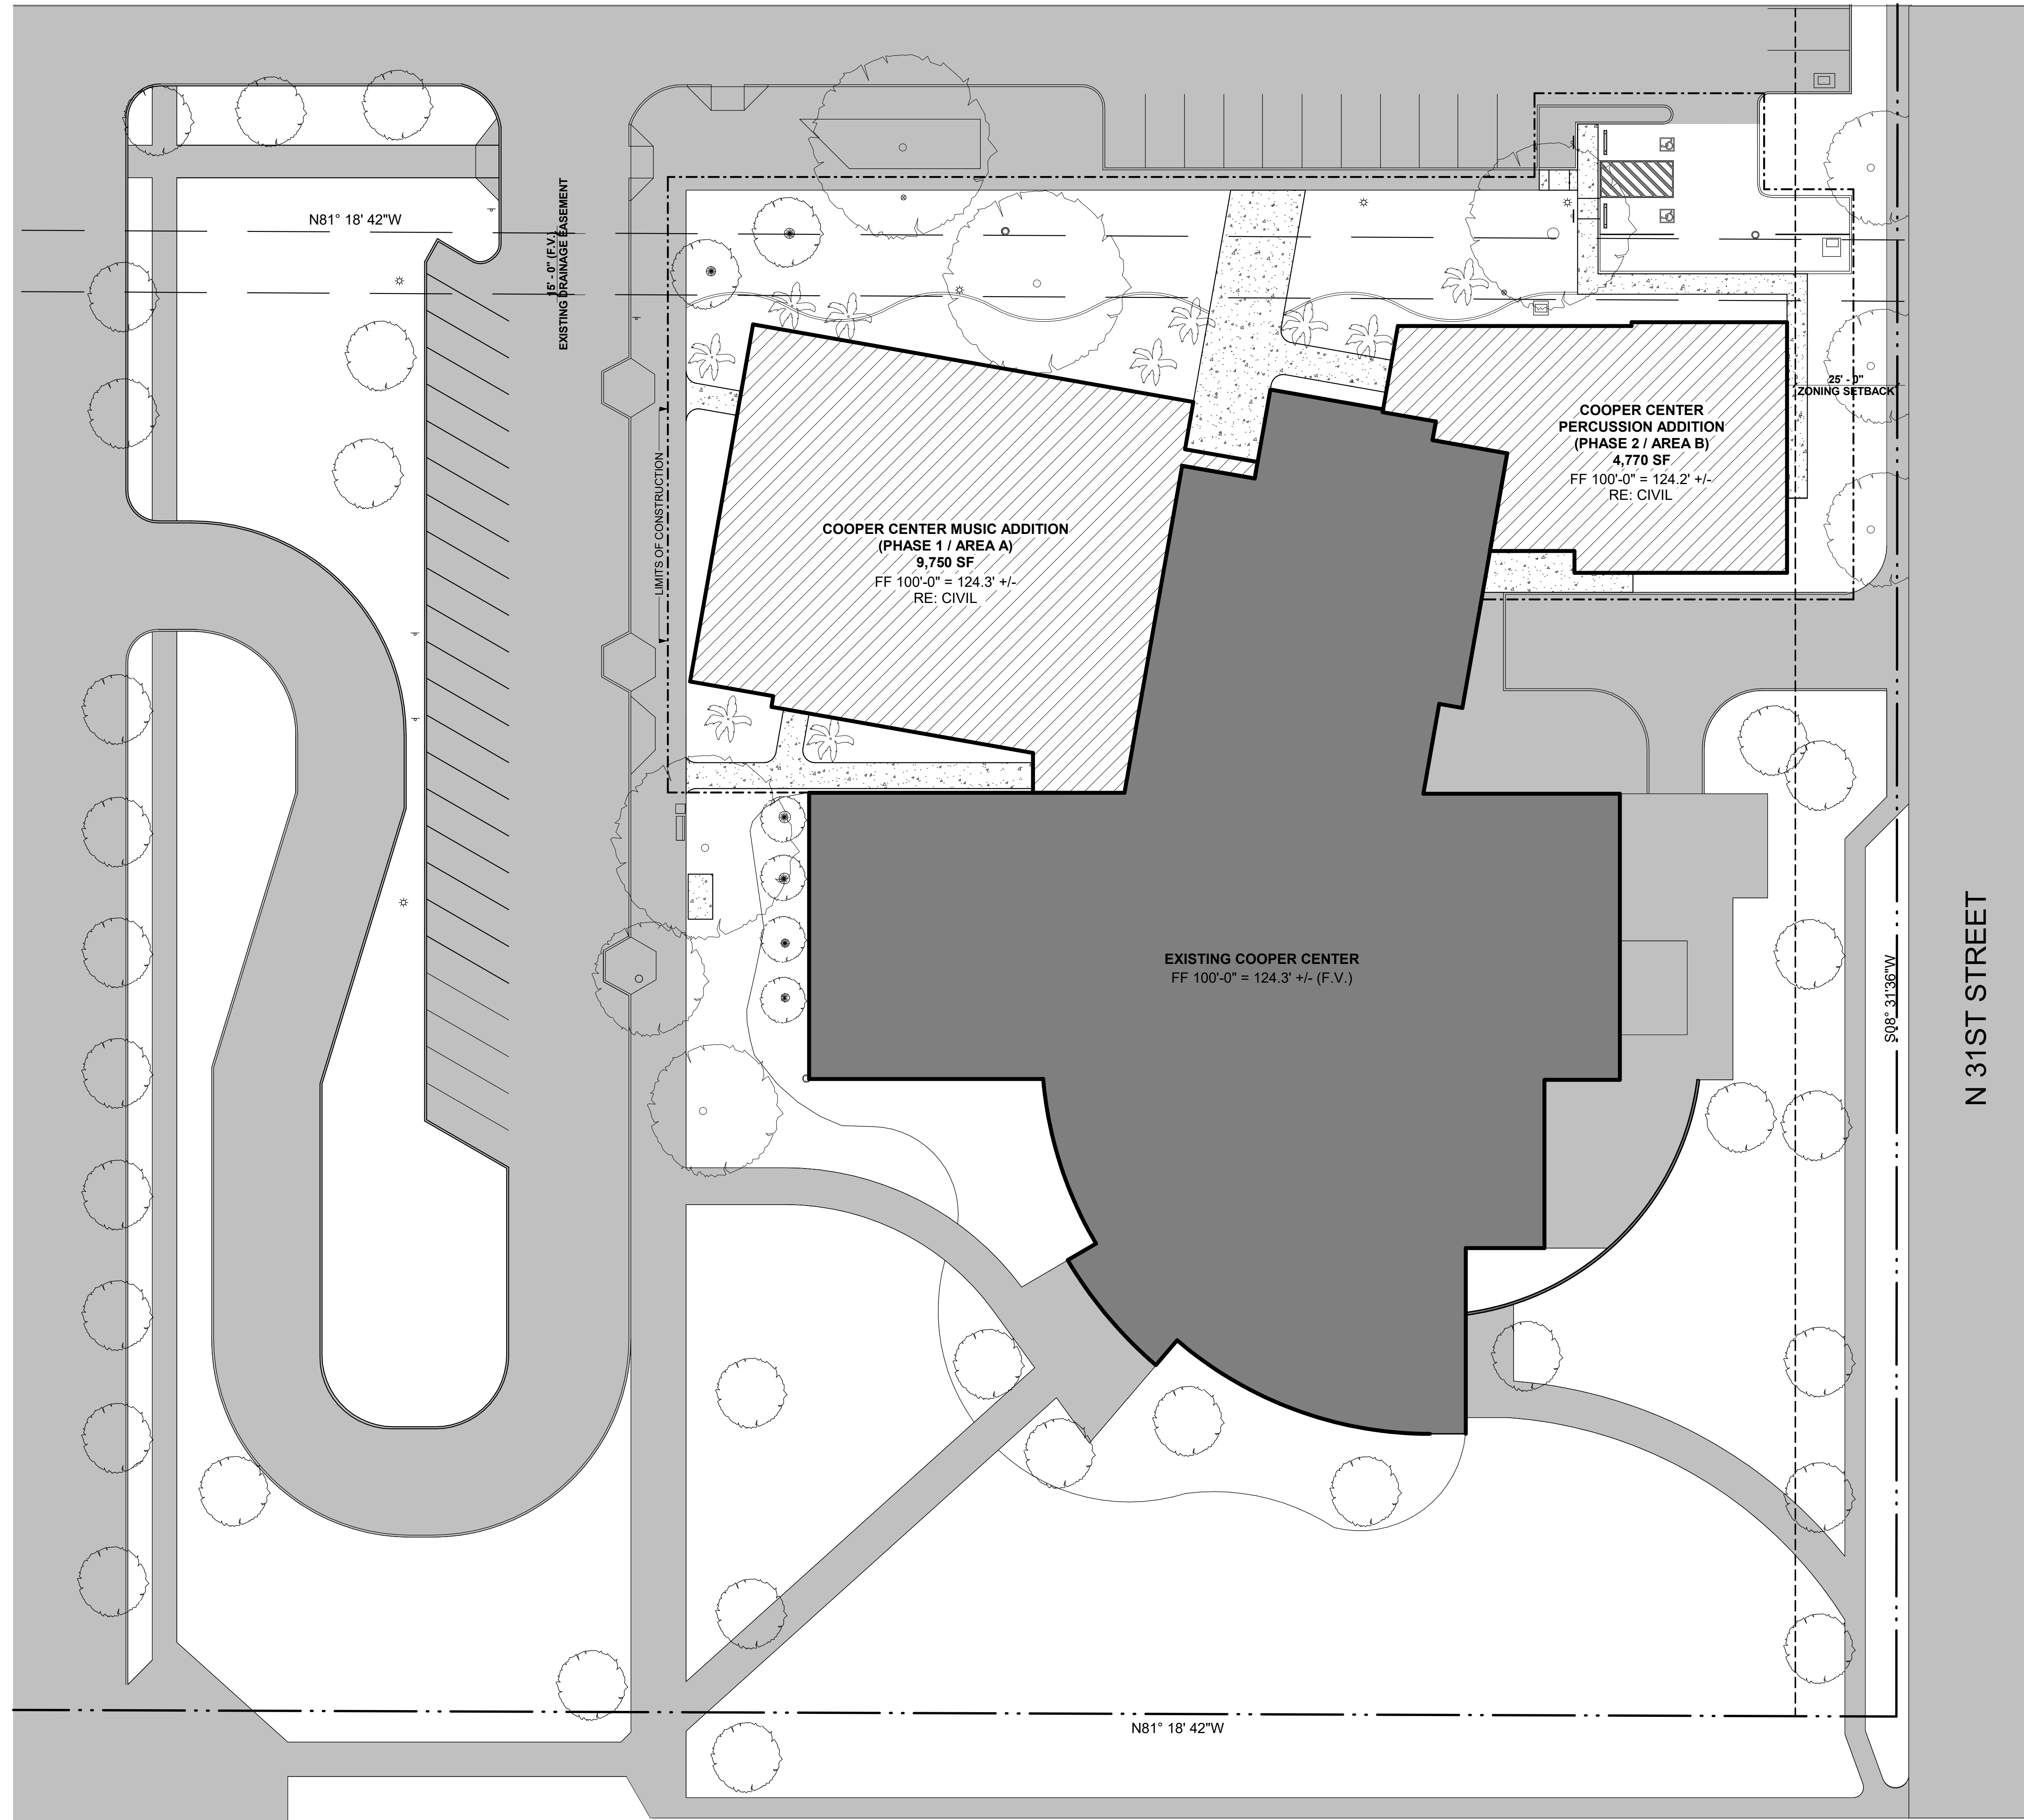 N81° 18' 42"W
15' - 0" (F.V.)
EXISTING DRAINAGE EASEMENT
25' - 0"
ZONING SETBACK
COOPER CENTER
PERCUSSION ADDITION
(PHASE 2 / AREA B)
4,770 SF
FF 100'-0" = 124.2' +/-
RE: CIVIL
LIMITS OF CONSTRUCTION
COOPER CENTER MUSIC ADDITION
(PHASE 1 / AREA A)
9,750 SF
FF 100'-0" = 124.3' +/-
RE: CIVIL
EXISTING COOPER CENTER
FF 100'-0" = 124.3' +/- (F.V.)
S08° 31'36"W
N 31ST STREET
N81° 18' 42"W